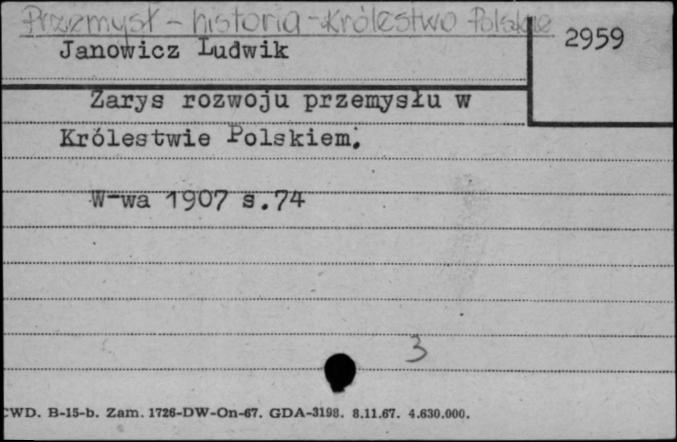 Przemysł - historia - Królestwo Polskie
2959
Janowicz Ludwik
Zarys rozwoju przemysłu w
Królestwie Polskiem.
W-wa 1907 s.74
3
CWD. B-15-b. Zam. 1726-DW-On-67. GDA-3198. 8.11.67. 4.630.000.